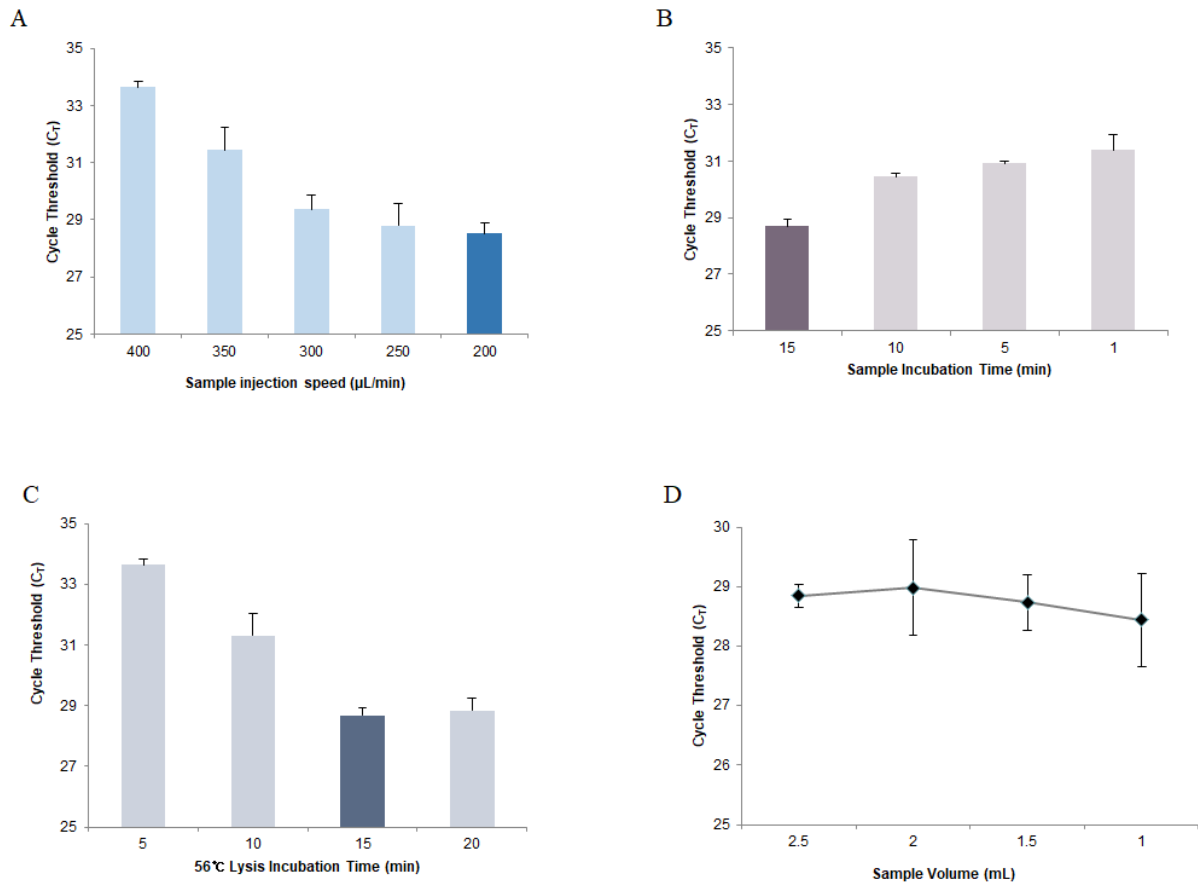 A
35
33
31
29
27
25
Cycle Threshold (CT)
400 350 300 250 200
Sample injection speed (µL/min)
B
35
33
31
29
27
25
Cycle Threshold (CT)
15 10 5 1
Sample Incubation Time (min)
C
35
33
31
29
27
25
Cycle Threshold (CT)
5 10 15 20
56℃ Lysis Incubation Time (min)
D
30
29
28
27
26
25
Cycle Threshold (CT)
2.5 2 1.5 1
Sample Volume (mL)